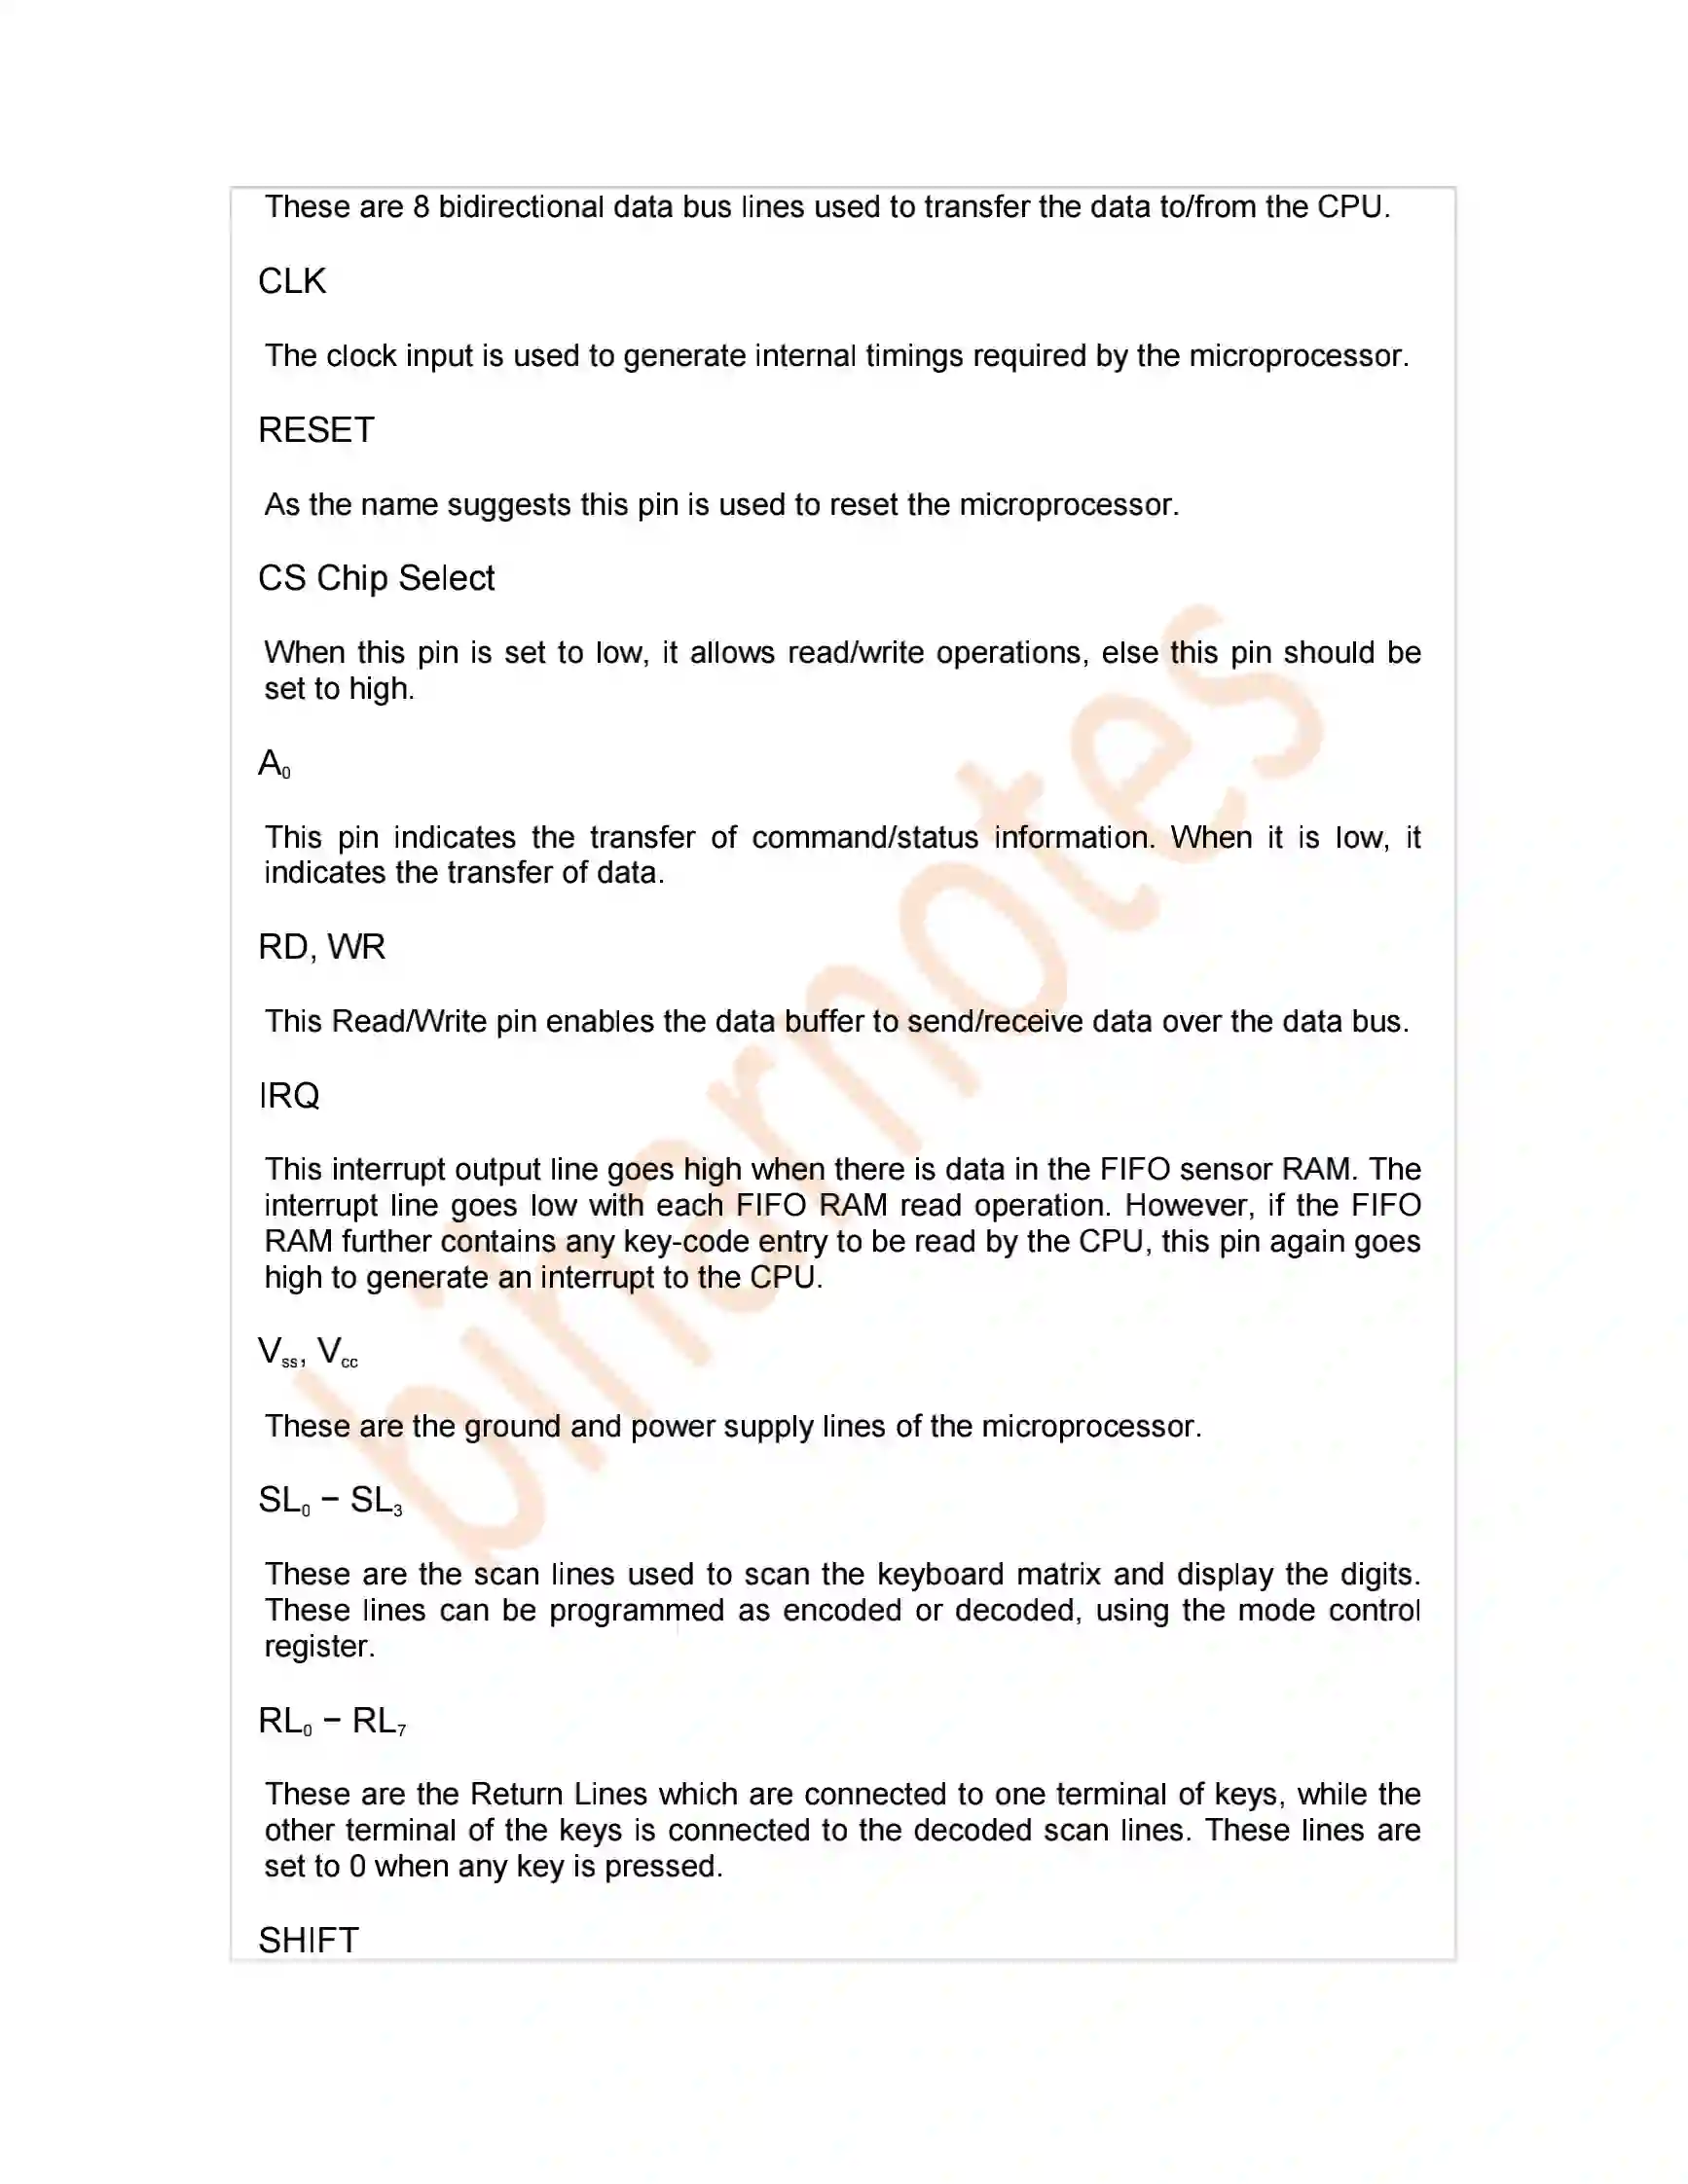 These are 8 bidirectional data bus lines used to transfer the data to/from the CPU.
CLK
The clock input is used to generate internal timings required by the microprocessor.
RESET
As the name suggests this pin is used to reset the microprocessor.
CS Chip Select
When this pin is set to low, it allows read/write operations, else this pin should be
set to high.
A₀
This pin indicates the transfer of command/status information. When it is low, it
indicates the transfer of data.
RD, WR
This Read/Write pin enables the data buffer to send/receive data over the data bus.
IRQ
This interrupt output line goes high when there is data in the FIFO sensor RAM. The
interrupt line goes low with each FIFO RAM read operation. However, if the FIFO
RAM further contains any key-code entry to be read by the CPU, this pin again goes
high to generate an interrupt to the CPU.
Vss, Vcc
These are the ground and power supply lines of the microprocessor.
SL₀ − SL₃
These are the scan lines used to scan the keyboard matrix and display the digits.
These lines can be programmed as encoded or decoded, using the mode control
register.
RL₀ − RL₇
These are the Return Lines which are connected to one terminal of keys, while the
other terminal of the keys is connected to the decoded scan lines. These lines are
set to 0 when any key is pressed.
SHIFT
biharnotes